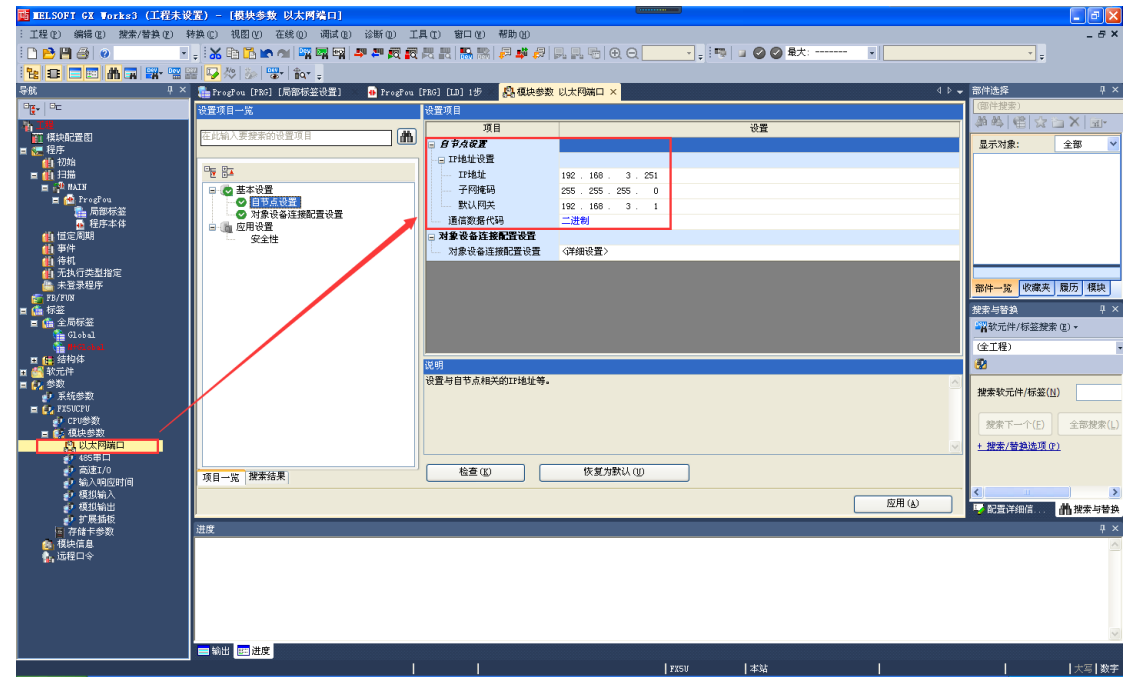 MELSOFT GX Works3 (工程未设置) - [模块参数 以太网端口]
工程(P) 编辑(E) 搜索/替换(F) 转换(C) 视图(V) 在线(O) 调试(B) 诊断(D) 工具(T) 窗口(W) 帮助(H)
最大: -------
导航
ProgPou [PRG] [局部标签设置]
ProgPou [PRG] [LD] 1步
模块参数 以太网端口
部件选择
模块配置图
程序
初始
扫描
MAIN
ProgPou
局部标签
程序本体
恒定周期
事件
待机
无执行类型指定
未登录程序
FB/FUN
标签
全局标签
Global
结构体
软元件
参数
系统参数
FX5UCPU
CPU参数
模块参数
以太网端口
485串口
高速I/O
输入响应时间
模拟输入
模拟输出
扩展插板
存储卡参数
模块信息
远程口令
设置项目一览
在此输入要搜索的设置项目
基本设置
自节点设置
对象设备连接配置设置
应用设置
安全性
项目一览 搜索结果
设置项目
项目 设置
自节点设置
IP地址设置
IP地址 192 . 168 . 3 . 251
子网掩码 255 . 255 . 255 . 0
默认网关 192 . 168 . 3 . 1
通信数据代码 二进制
对象设备连接配置设置
对象设备连接配置设置 <详细设置>
说明
设置与自节点相关的IP地址等。
检查(K) 恢复为默认(U)
应用(A)
(部件搜索)
显示对象: 全部
部件一览 收藏夹 履历 模块
搜索与替换
软元件/标签搜索(E)
(全工程)
搜索软元件/标签(N)
搜索下一个(F) 全部搜索(L)
+ 搜索/替换选项(P)
配置详细信... 搜索与替换
进度
输出 进度
FX5U 本站 大写 数字